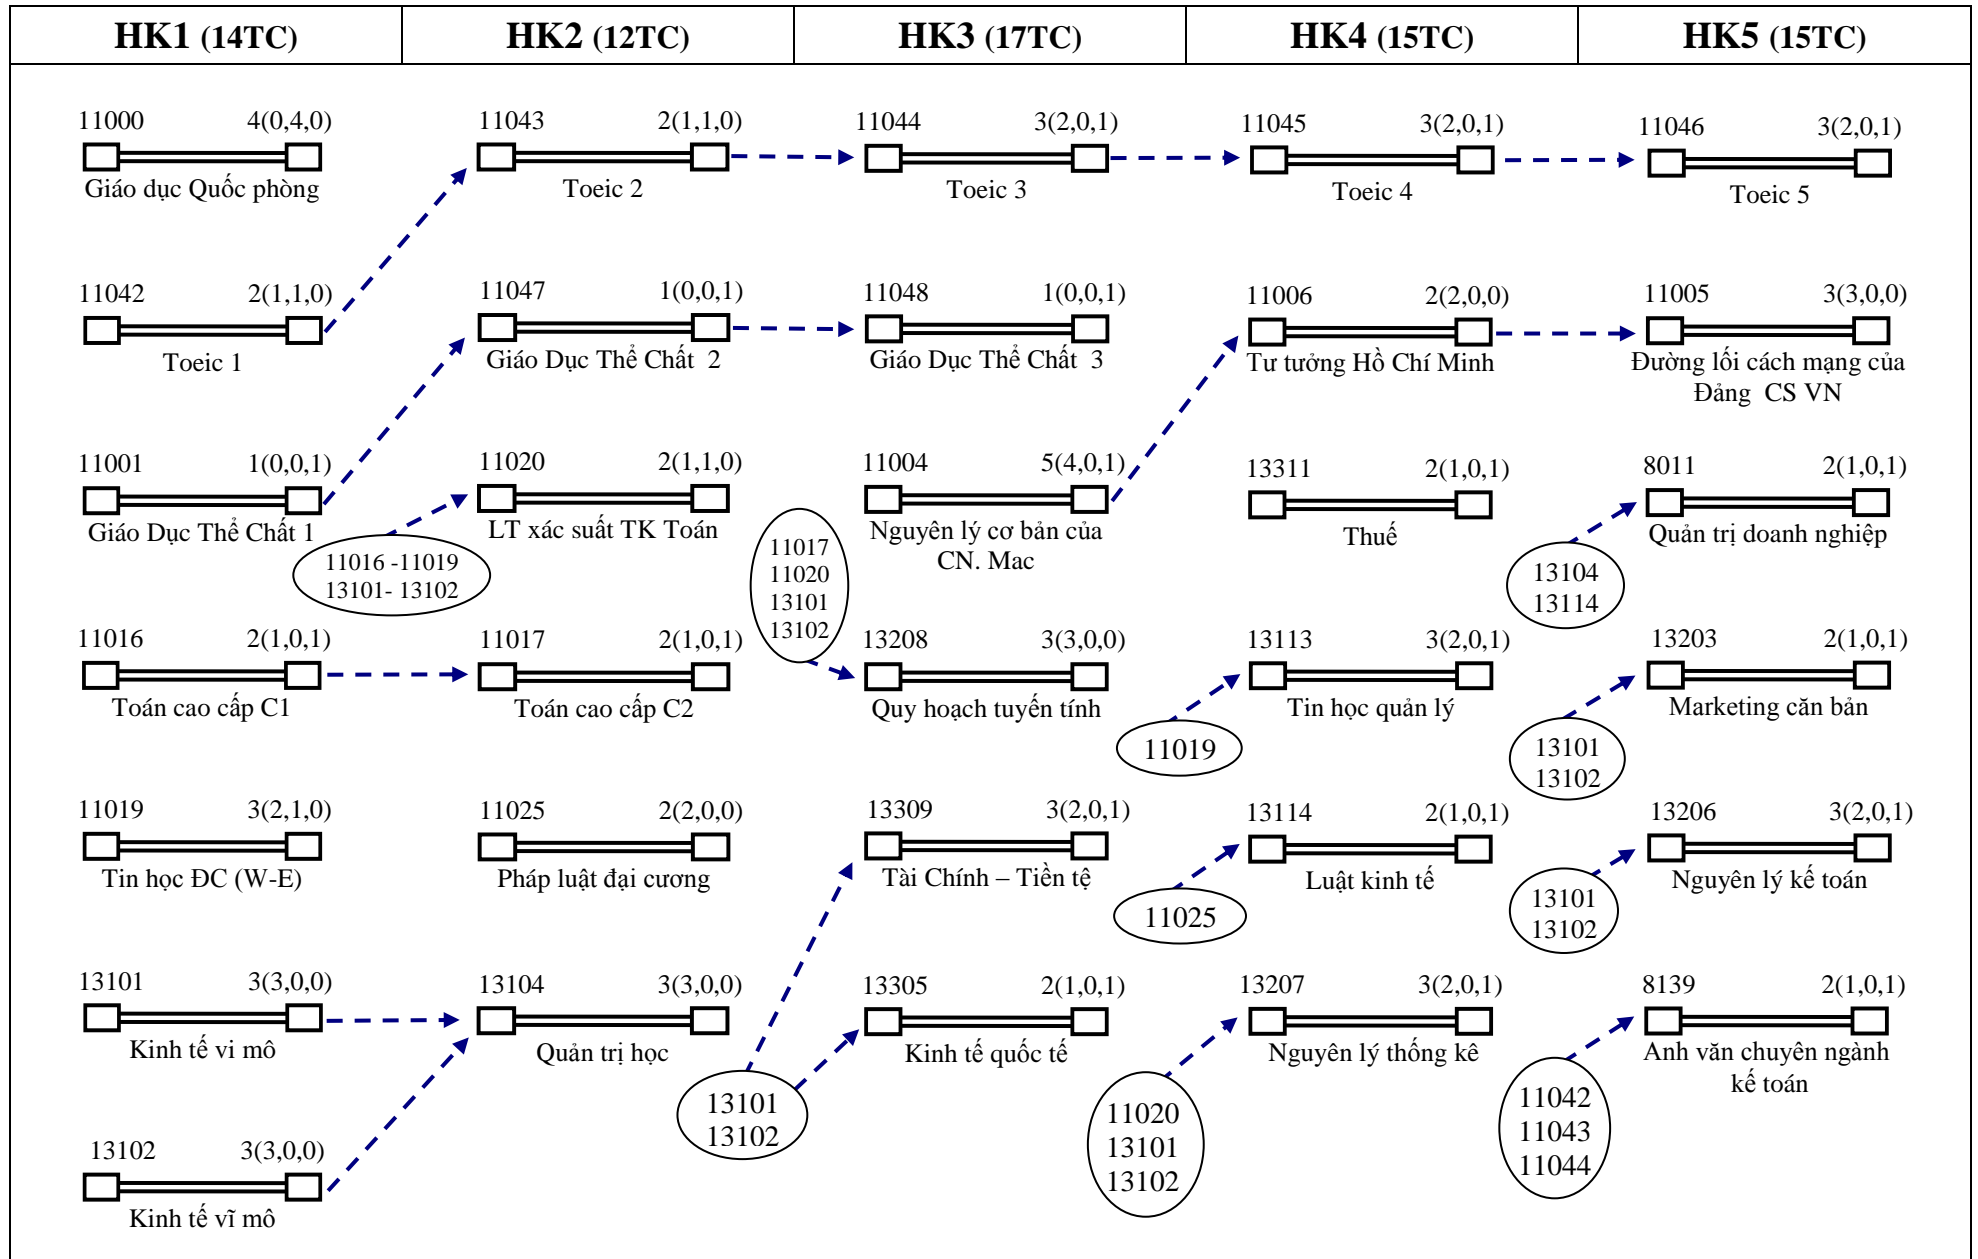 HK1 (14TC)
HK2 (12TC)
HK3 (17TC)
HK4 (15TC)
HK5 (15TC)
11000 4(0,4,0)
Giáo dục Quốc phòng
11043 2(1,1,0)
Toeic 2
11044 3(2,0,1)
Toeic 3
11045 3(2,0,1)
Toeic 4
11046 3(2,0,1)
Toeic 5
11042 2(1,1,0)
Toeic 1
11047 1(0,0,1)
Giáo Dục Thể Chất 2
11048 1(0,0,1)
Giáo Dục Thể Chất 3
11006 2(2,0,0)
Tư tưởng Hồ Chí Minh
11005 3(3,0,0)
Đường lối cách mạng của
Đảng CS VN
11001 1(0,0,1)
Giáo Dục Thể Chất 1
11016 -11019
13101- 13102
11020 2(1,1,0)
LT xác suất TK Toán
11017
11020
13101
13102
11004 5(4,0,1)
Nguyên lý cơ bản của
CN. Mac
13311 2(1,0,1)
Thuế
13104
13114
8011 2(1,0,1)
Quản trị doanh nghiệp
11016 2(1,0,1)
Toán cao cấp C1
11017 2(1,0,1)
Toán cao cấp C2
13208 3(3,0,0)
Quy hoạch tuyến tính
11019
13113 3(2,0,1)
Tin học quản lý
13101
13102
13203 2(1,0,1)
Marketing căn bản
11019 3(2,1,0)
Tin học ĐC (W-E)
11025 2(2,0,0)
Pháp luật đại cương
13309 3(2,0,1)
Tài Chính – Tiền tệ
11025
13114 2(1,0,1)
Luật kinh tế
13101
13102
13206 3(2,0,1)
Nguyên lý kế toán
13101 3(3,0,0)
Kinh tế vi mô
13104 3(3,0,0)
Quản trị học
13101
13102
13305 2(1,0,1)
Kinh tế quốc tế
11020
13101
13102
13207 3(2,0,1)
Nguyên lý thống kê
11042
11043
11044
8139 2(1,0,1)
Anh văn chuyên ngành
kế toán
13102 3(3,0,0)
Kinh tế vĩ mô